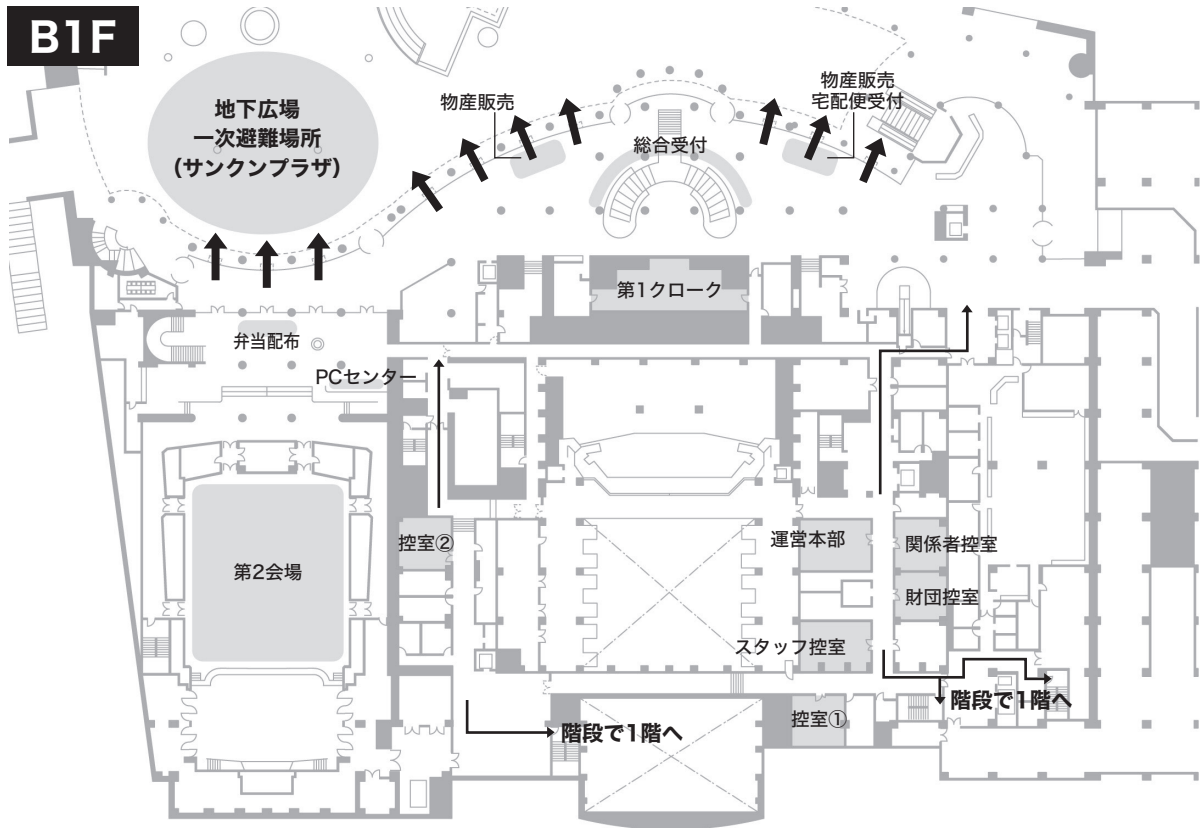 B1F
地下広場
一次避難場所
(サンクンプラザ)
物産販売
物産販売
宅配便受付
総合受付
第1クローク
弁当配布
PCセンター
控室②
第2会場
運営本部
関係者控室
財団控室
スタッフ控室
階段で1階へ
控室①
階段で1階へ